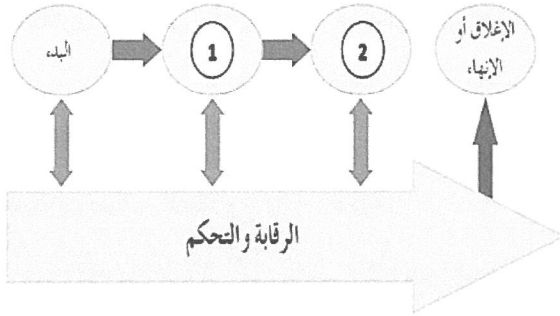 البدء
1
2
الإغلاق أو
الإنهاء
الرقابة والتحكم